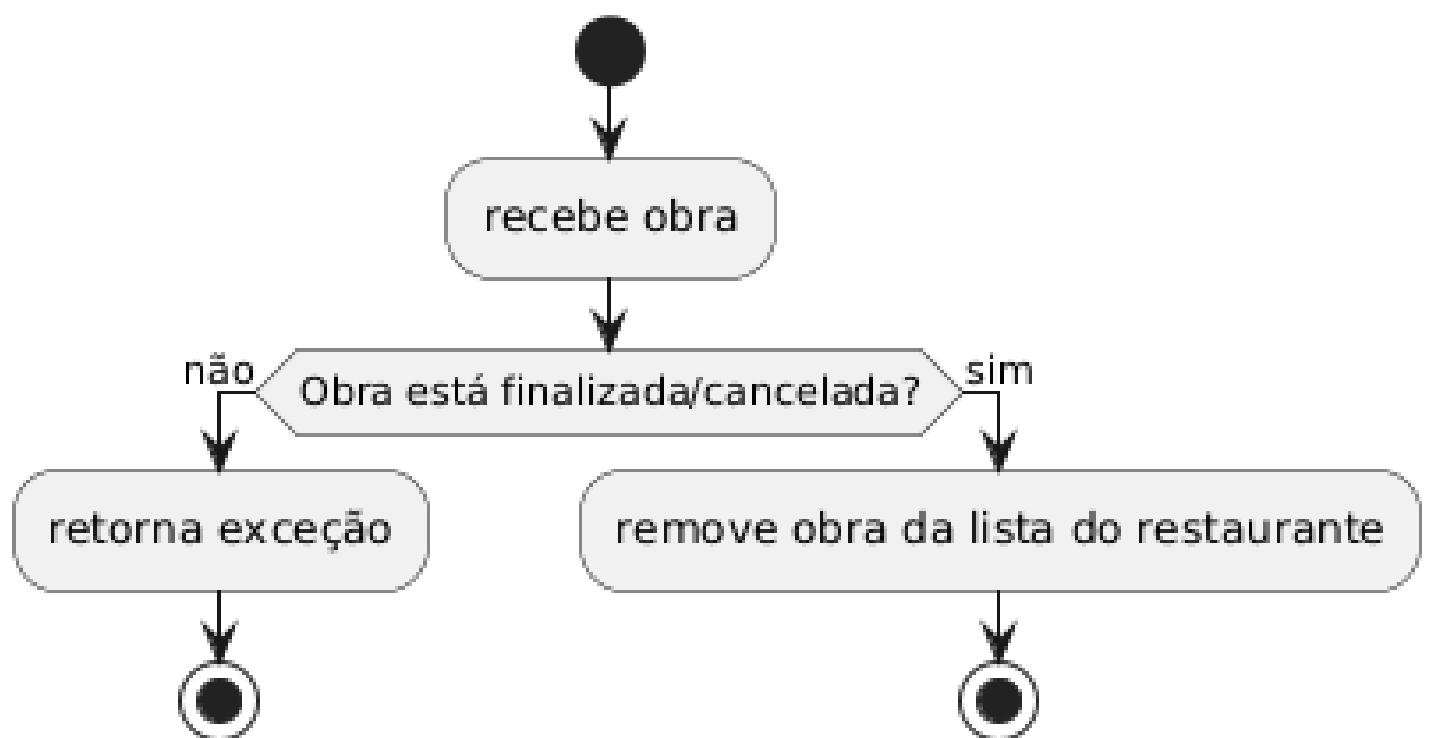 recebe obra
não
Obra está finalizada/cancelada?
sim
retorna exceção
remove obra da lista do restaurante